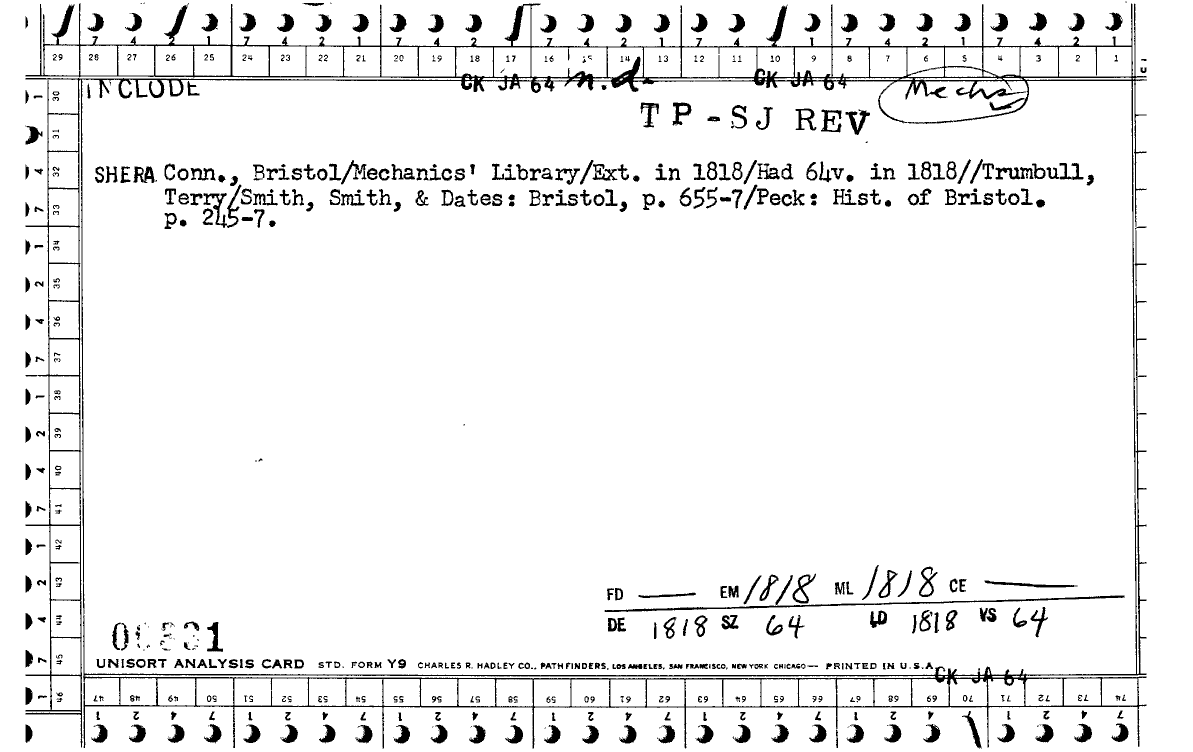 7 4 2 1 7 4 2 1 7 4 2 1 7 4 2 1 7 4 2 1 7 4 2 1
29 28 27 26 25 24 23 22 21 20 19 18 17 16 15 14 13 12 11 10 9 8 7 6 5 4 3 2 1
CK JA 64 n.d. CK JA 64
INCLUDE Mechs
TP-SJ REV
SHERA Conn., Bristol/Mechanics' Library/Ext. in 1818/Had 64v. in 1818//Trumbull,
Terry/Smith, Smith, & Dates: Bristol, p. 655-7/Peck: Hist. of Bristol.
p. 245-7.
1 30
2 31
4 32
7 33
1 34
2 35
4 36
7 37
1 38
2 39
4 40
7 41
1 42
2 43
4 44
7 45
1 46
FD — EM 1818 ML 1818 CE —
DE 1818 SZ 64 LD 1818 VS 64
UNISORT ANALYSIS CARD STD. FORM Y9 CHARLES R. HADLEY CO., PATHFINDERS, LOS ANGELES, SAN FRANCISCO, NEW YORK CHICAGO — PRINTED IN U.S.A.
CK JA 64
47 48 49 50 51 52 53 54 55 56 57 58 59 60 61 62 63 64 65 66 67 68 69 70 71 72 73 74
1 2 4 7 1 2 4 7 1 2 4 7 1 2 4 7 1 2 4 7 1 2 4 7 1 2 4 7